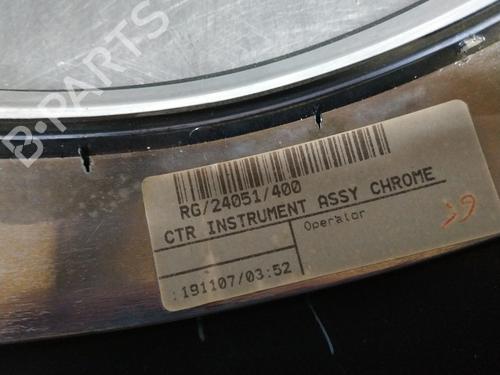 B-PARTS
RG/24051/400
CTR INSTRUMENT ASSY CHROME
Operator
:191107/03:52